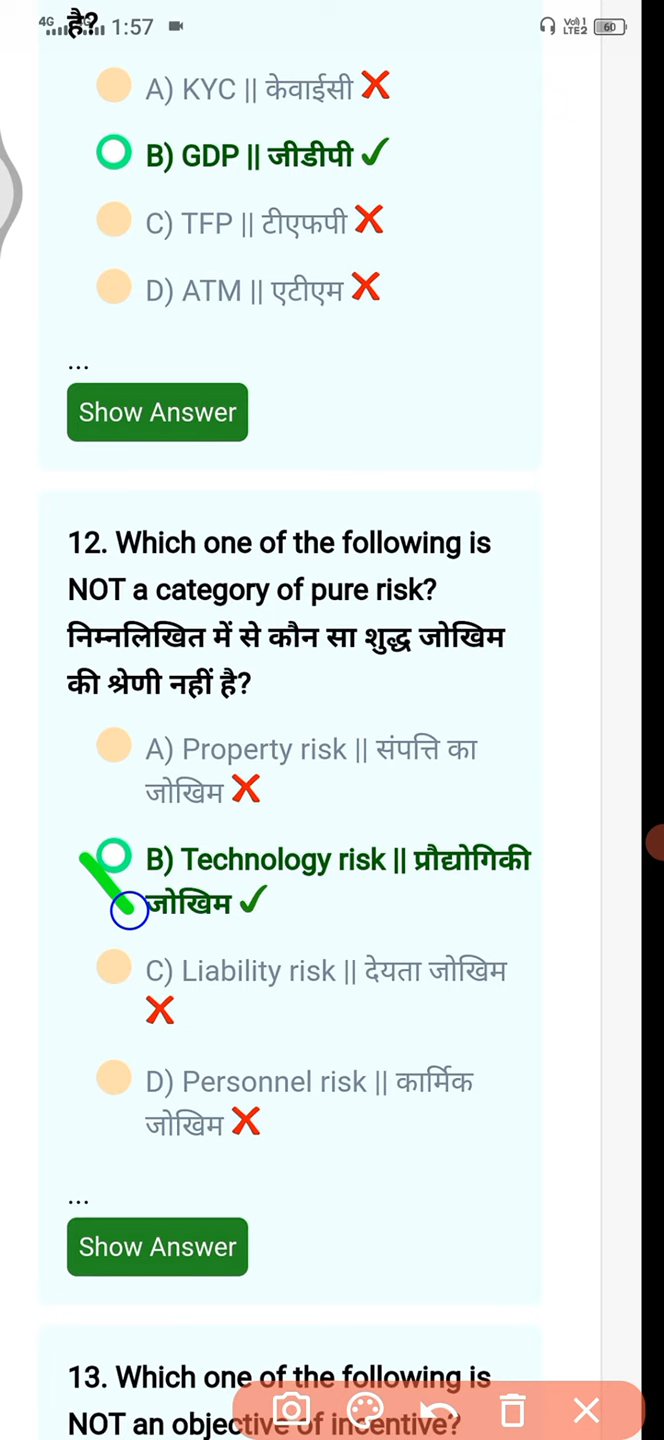 है?
4G 1:57 Vol) 1 LTE2 60
A) KYC || केवाईसी ❌
B) GDP || जीडीपी ✓
C) TFP || टीएफपी ❌
D) ATM || एटीएम ❌
...
Show Answer
12. Which one of the following is
NOT a category of pure risk?
निम्नलिखित में से कौन सा शुद्ध जोखिम
की श्रेणी नहीं है?
A) Property risk || संपत्ति का
जोखिम ❌
B) Technology risk || प्रौद्योगिकी
जोखिम ✓
C) Liability risk || देयता जोखिम
❌
D) Personnel risk || कार्मिक
जोखिम ❌
...
Show Answer
13. Which one of the following is
NOT an objective of incentive?